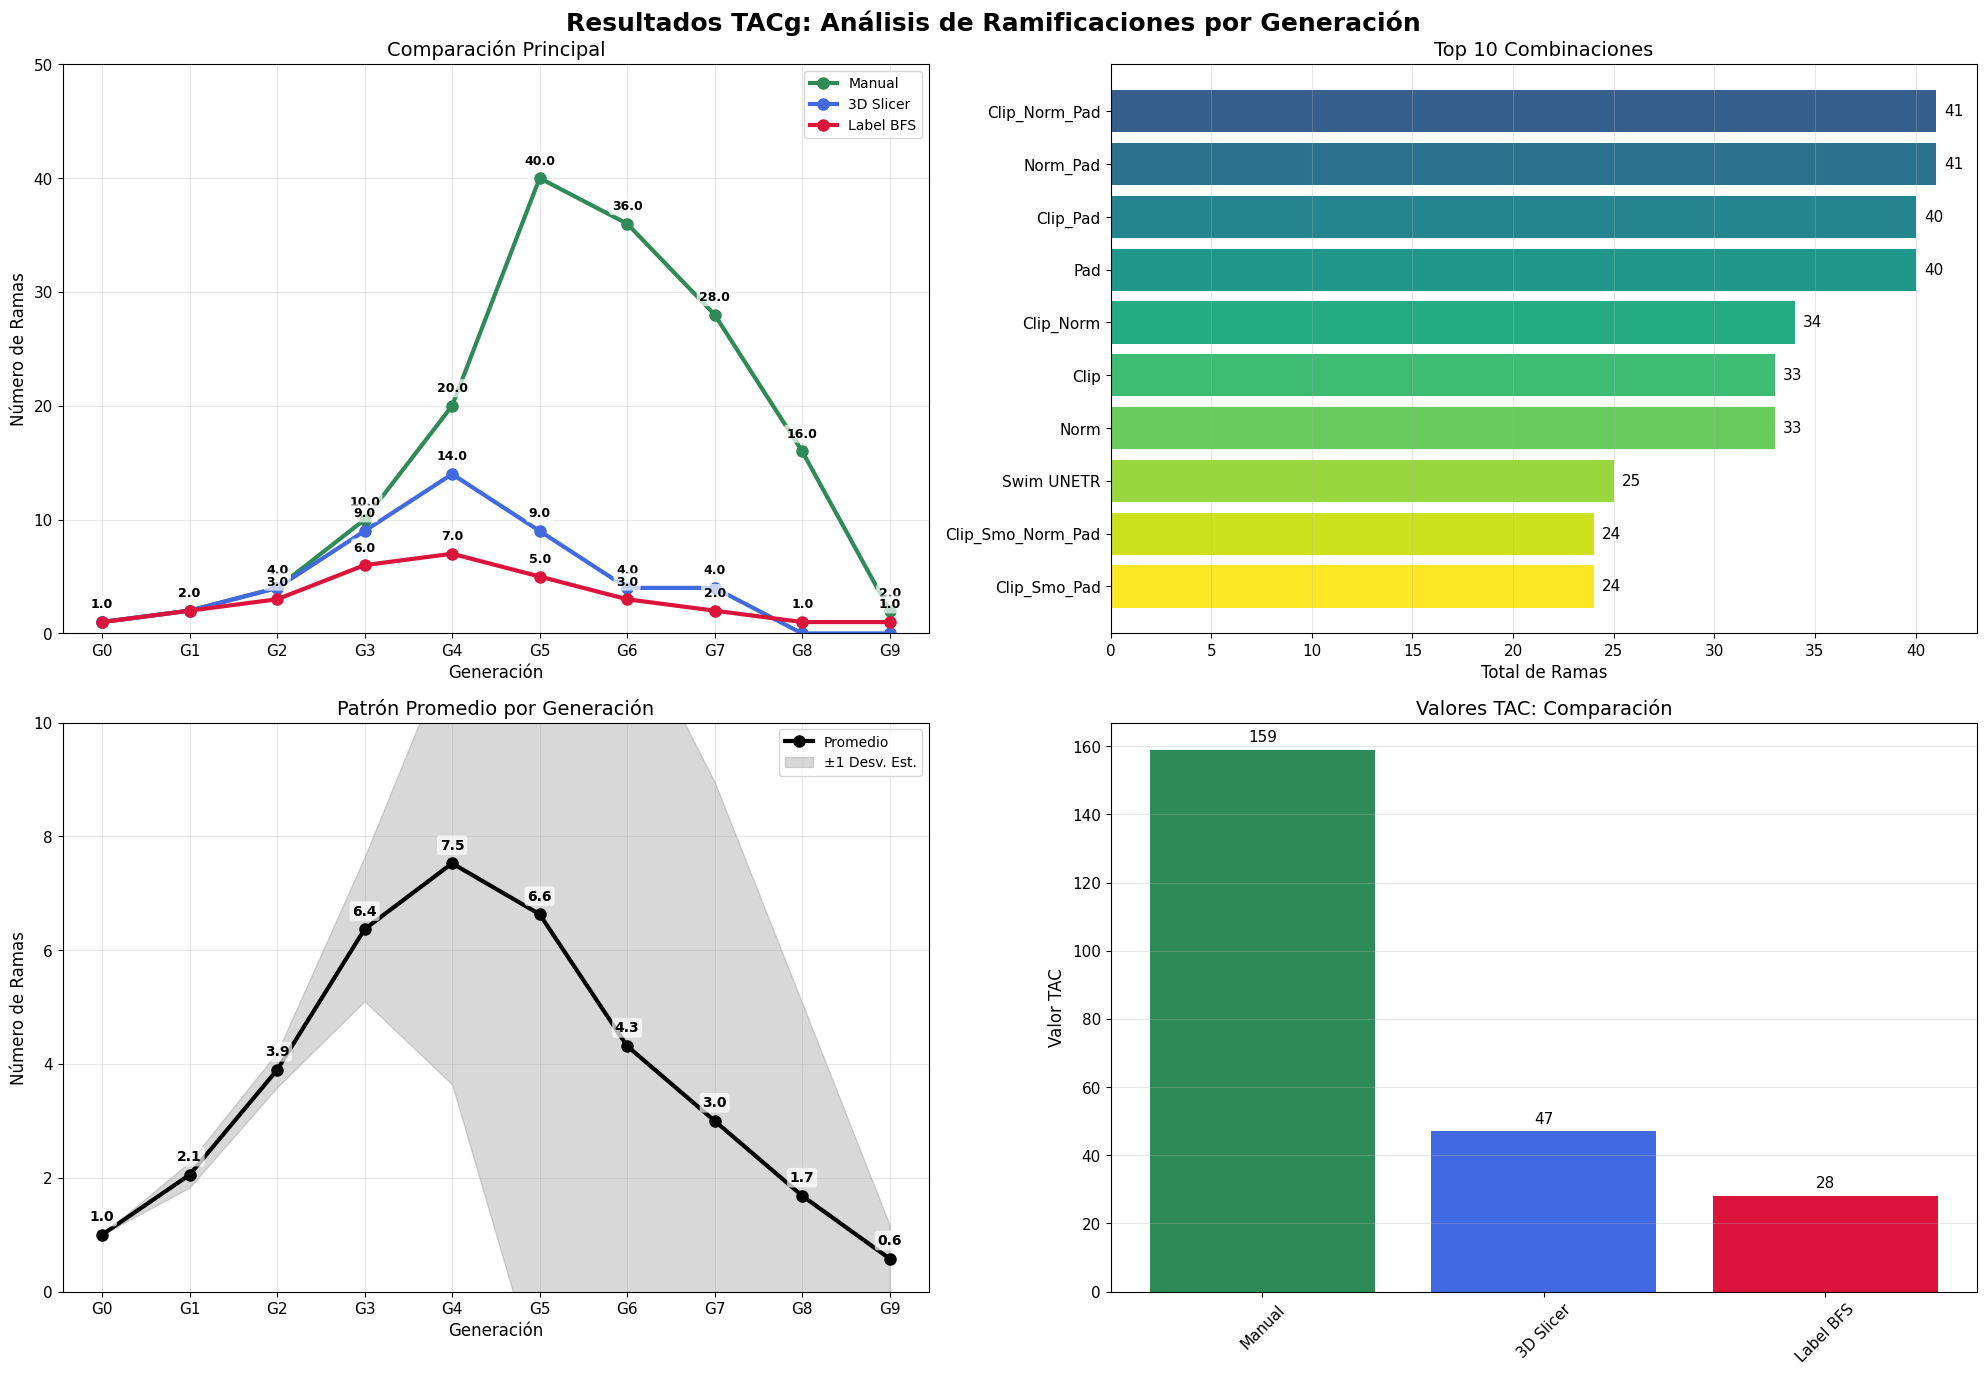 Resultados TACg: Análisis de Ramificaciones por Generación
Comparación Principal
Número de Ramas
50
40
30
20
10
0
Manual
3D Slicer
Label BFS
1.0
2.0
4.0
3.0
10.0
9.0
6.0
20.0
14.0
7.0
40.0
9.0
5.0
36.0
4.0
3.0
28.0
4.0
2.0
16.0
1.0
2.0
1.0
G0 G1 G2 G3 G4 G5 G6 G7 G8 G9
Generación
Top 10 Combinaciones
Clip_Norm_Pad 41
Norm_Pad 41
Clip_Pad 40
Pad 40
Clip_Norm 34
Clip 33
Norm 33
Swim UNETR 25
Clip_Smo_Norm_Pad 24
Clip_Smo_Pad 24
0 5 10 15 20 25 30 35 40
Total de Ramas
Patrón Promedio por Generación
Número de Ramas
10
8
6
4
2
0
Promedio
±1 Desv. Est.
1.0
2.1
3.9
6.4
7.5
6.6
4.3
3.0
1.7
0.6
G0 G1 G2 G3 G4 G5 G6 G7 G8 G9
Generación
Valores TAC: Comparación
Valor TAC
160
140
120
100
80
60
40
20
0
159
47
28
Manual
3D Slicer
Label BFS